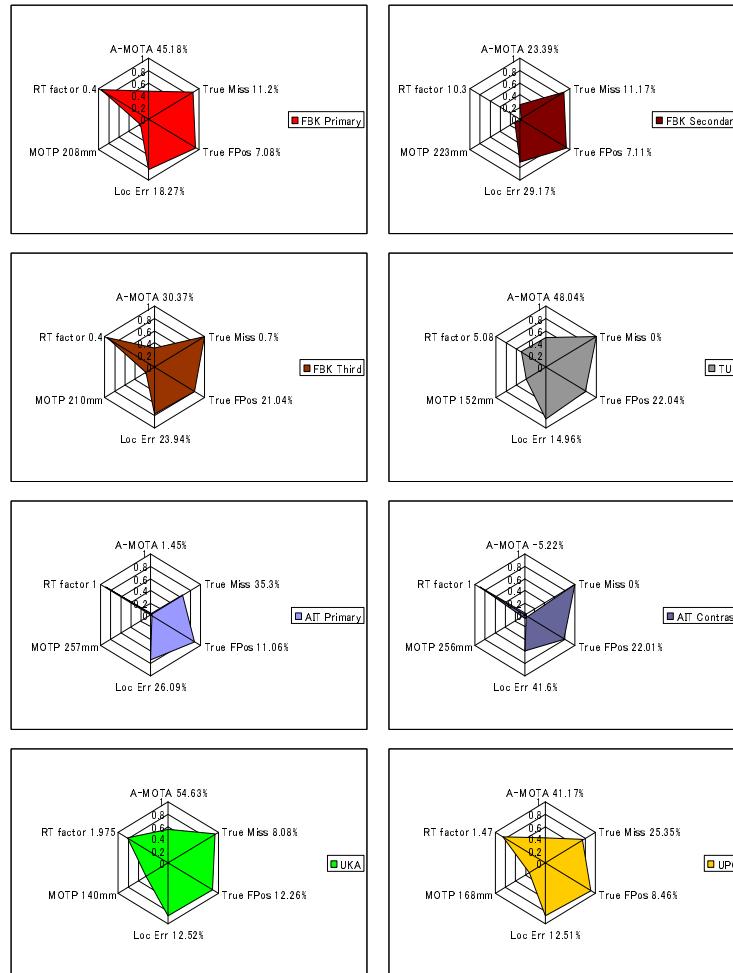 A-MOTA 45.18%
1
0.8
0.6
0.4
0.2
0
RT factor 0.4
True Miss 11.2%
MOTP 208mm
True FPos 7.08%
Loc Err 18.27%
FBK Primary
A-MOTA 23.39%
1
0.8
0.6
0.4
0.2
0
RT factor 10.3
True Miss 11.17%
MOTP 223mm
True FPos 7.11%
Loc Err 29.17%
FBK Secondar
A-MOTA 30.37%
1
0.8
0.6
0.4
0.2
0
RT factor 0.4
True Miss 0.7%
MOTP 210mm
True FPos 21.04%
Loc Err 23.94%
FBK Third
A-MOTA 48.04%
1
0.8
0.6
0.4
0.2
0
RT factor 5.08
True Miss 0%
MOTP 152mm
True FPos 22.04%
Loc Err 14.96%
TU
A-MOTA 1.45%
1
0.8
0.6
0.4
0.2
0
RT factor 1
True Miss 35.3%
MOTP 257mm
True FPos 11.06%
Loc Err 26.09%
AIT Primary
A-MOTA -5.22%
1
0.8
0.6
0.4
0.2
0
RT factor 1
True Miss 0%
MOTP 256mm
True FPos 22.01%
Loc Err 41.6%
AIT Contras
A-MOTA 54.63%
1
0.8
0.6
0.4
0.2
0
RT factor 1.975
True Miss 8.08%
MOTP 140mm
True FPos 12.26%
Loc Err 12.52%
UKA
A-MOTA 41.17%
1
0.8
0.6
0.4
0.2
0
RT factor 1.47
True Miss 25.35%
MOTP 168mm
True FPos 8.46%
Loc Err 12.51%